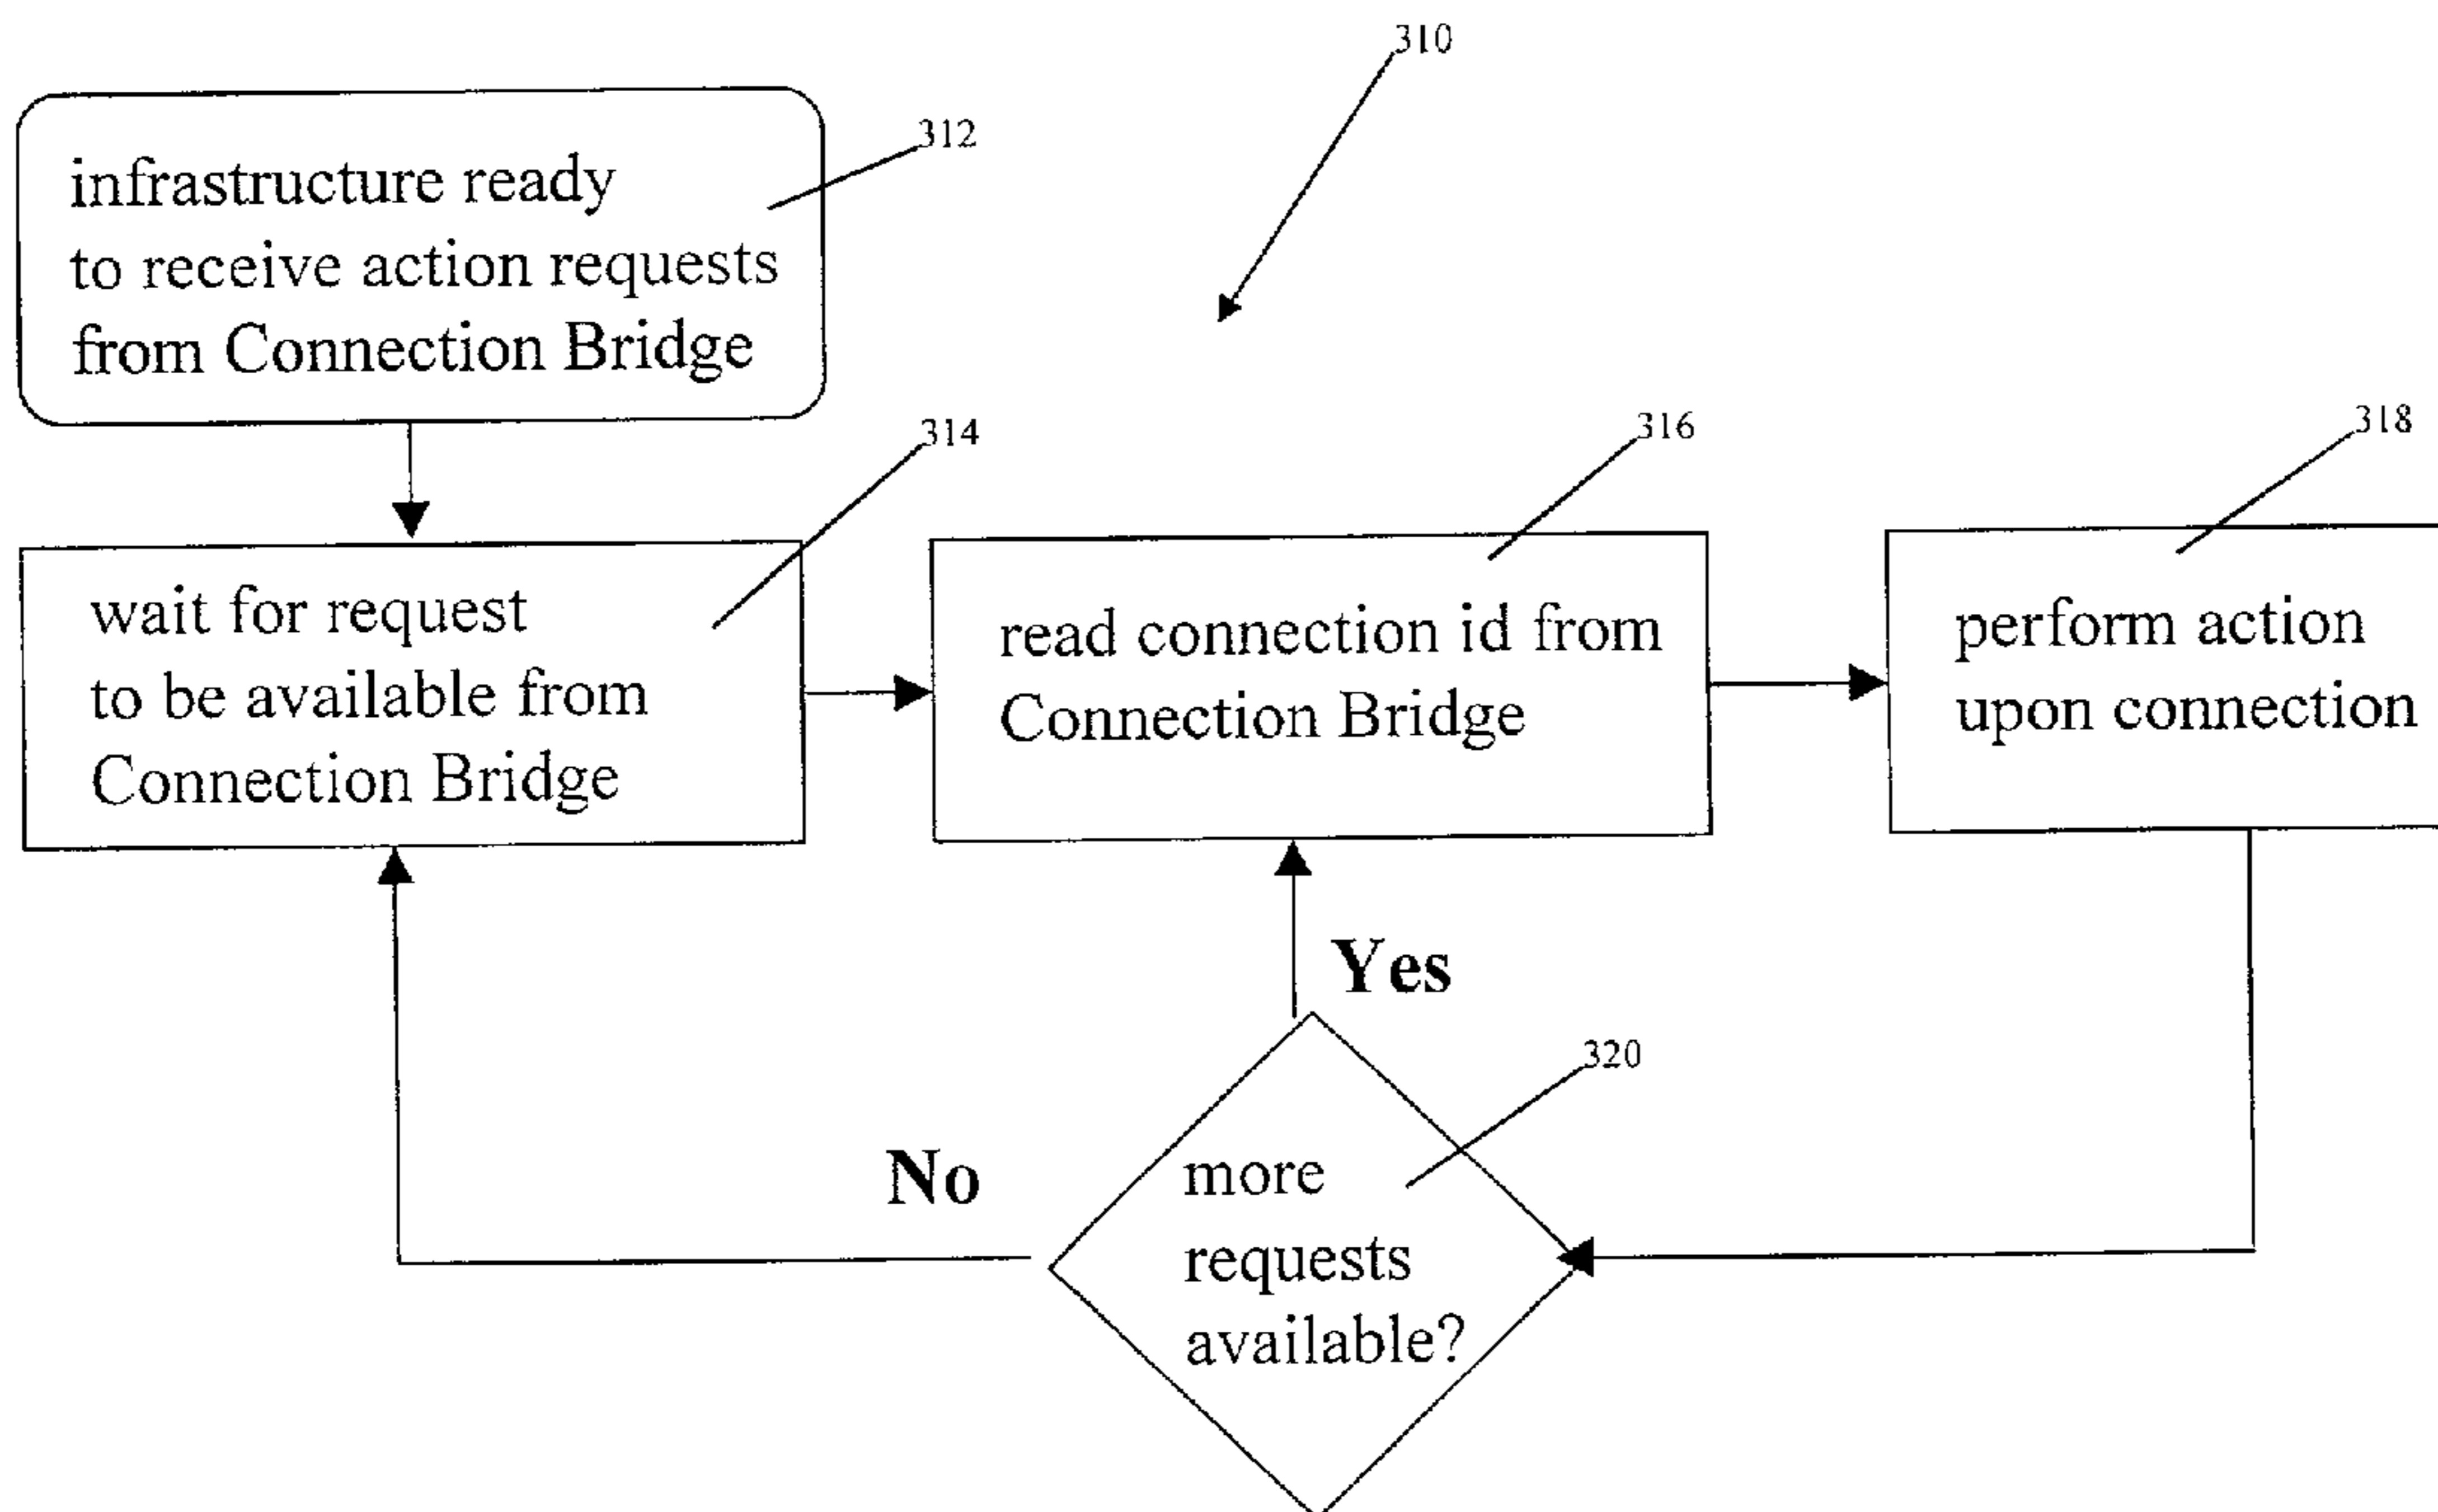 310
312
infrastructure ready
to receive action requests
from Connection Bridge
314
316
318
wait for request
to be available from
Connection Bridge
read connection id from
Connection Bridge
perform action
upon connection
Yes
320
No
more
requests
available?